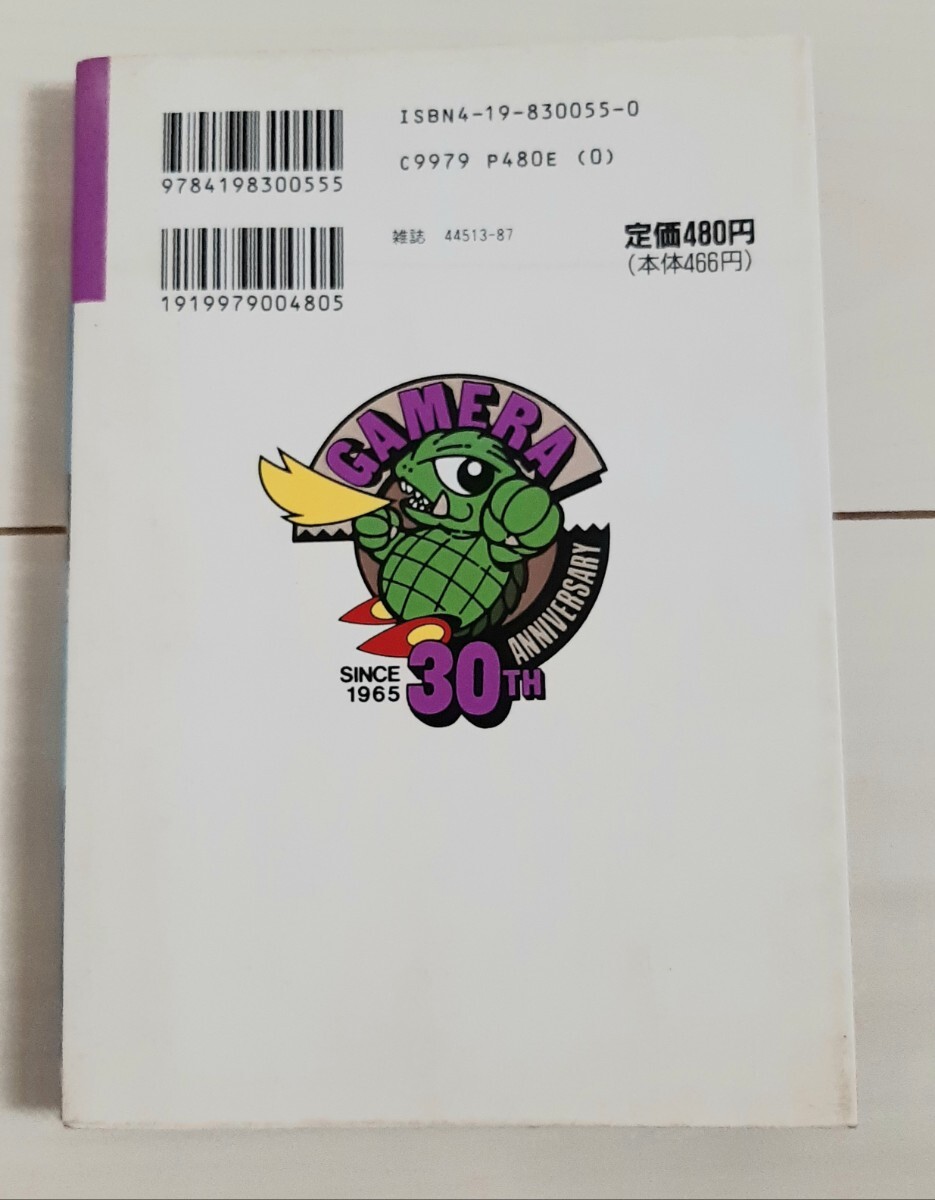 ISBN4-19-830055-0
9784198300555
C9979 P480E (0)
雑誌 44513-87
定価480円
(本体466円)
1919979004805
GAMERA
ANNIVERSARY
SINCE
1965
30TH